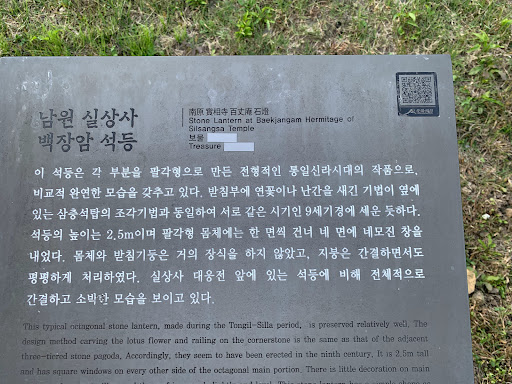 남원 실상사
백장암 석등
南原 實相寺 百丈庵 石燈
Stone Lantern at Baekjangam Hermitage of
Silsangsa Temple
보물
Treasure
이 석등은 각 부분을 팔각형으로 만든 전형적인 통일신라시대의 작품으로,
비교적 완연한 모습을 갖추고 있다. 받침부에 연꽃이나 난간을 새긴 기법이 옆에
있는 삼층석탑의 조각기법과 동일하여 서로 같은 시기인 9세기경에 세운 듯하다.
석등의 높이는 2.5m이며 팔각형 몸체에는 한 면씩 건너 네 면에 네모진 창을
내었다. 몸체와 받침기둥은 거의 장식을 하지 않았고, 지붕은 간결하면서도
평평하게 처리하였다. 실상사 대웅전 앞에 있는 석등에 비해 전체적으로
간결하고 소박한 모습을 보이고 있다.
This typical octagonal stone lantern, made during the Tongil-Silla period, is preserved relatively well. The
design method carving the lotus flower and railing on the cornerstone is the same as that of the adjacent
three-tiered stone pagoda. Accordingly, they seem to have been erected in the ninth century. It is 2.5m tall
and has square windows on every other side of the octagonal main portion. There is little decoration on main